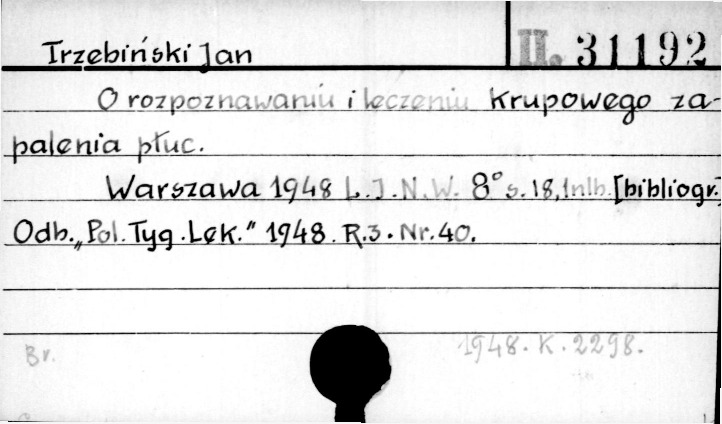 Trzebiński Jan
II. 31192
O rozpoznawaniu i leczeniu krupowego za-
palenia płuc.
Warszawa 1948 L.I.N.W. 8° s.18,1nlb.[bibliogr.]
Odb. „Pol. Tyg. Lek." 1948. R.3. Nr.40.
Br.
1948. K. 2298.